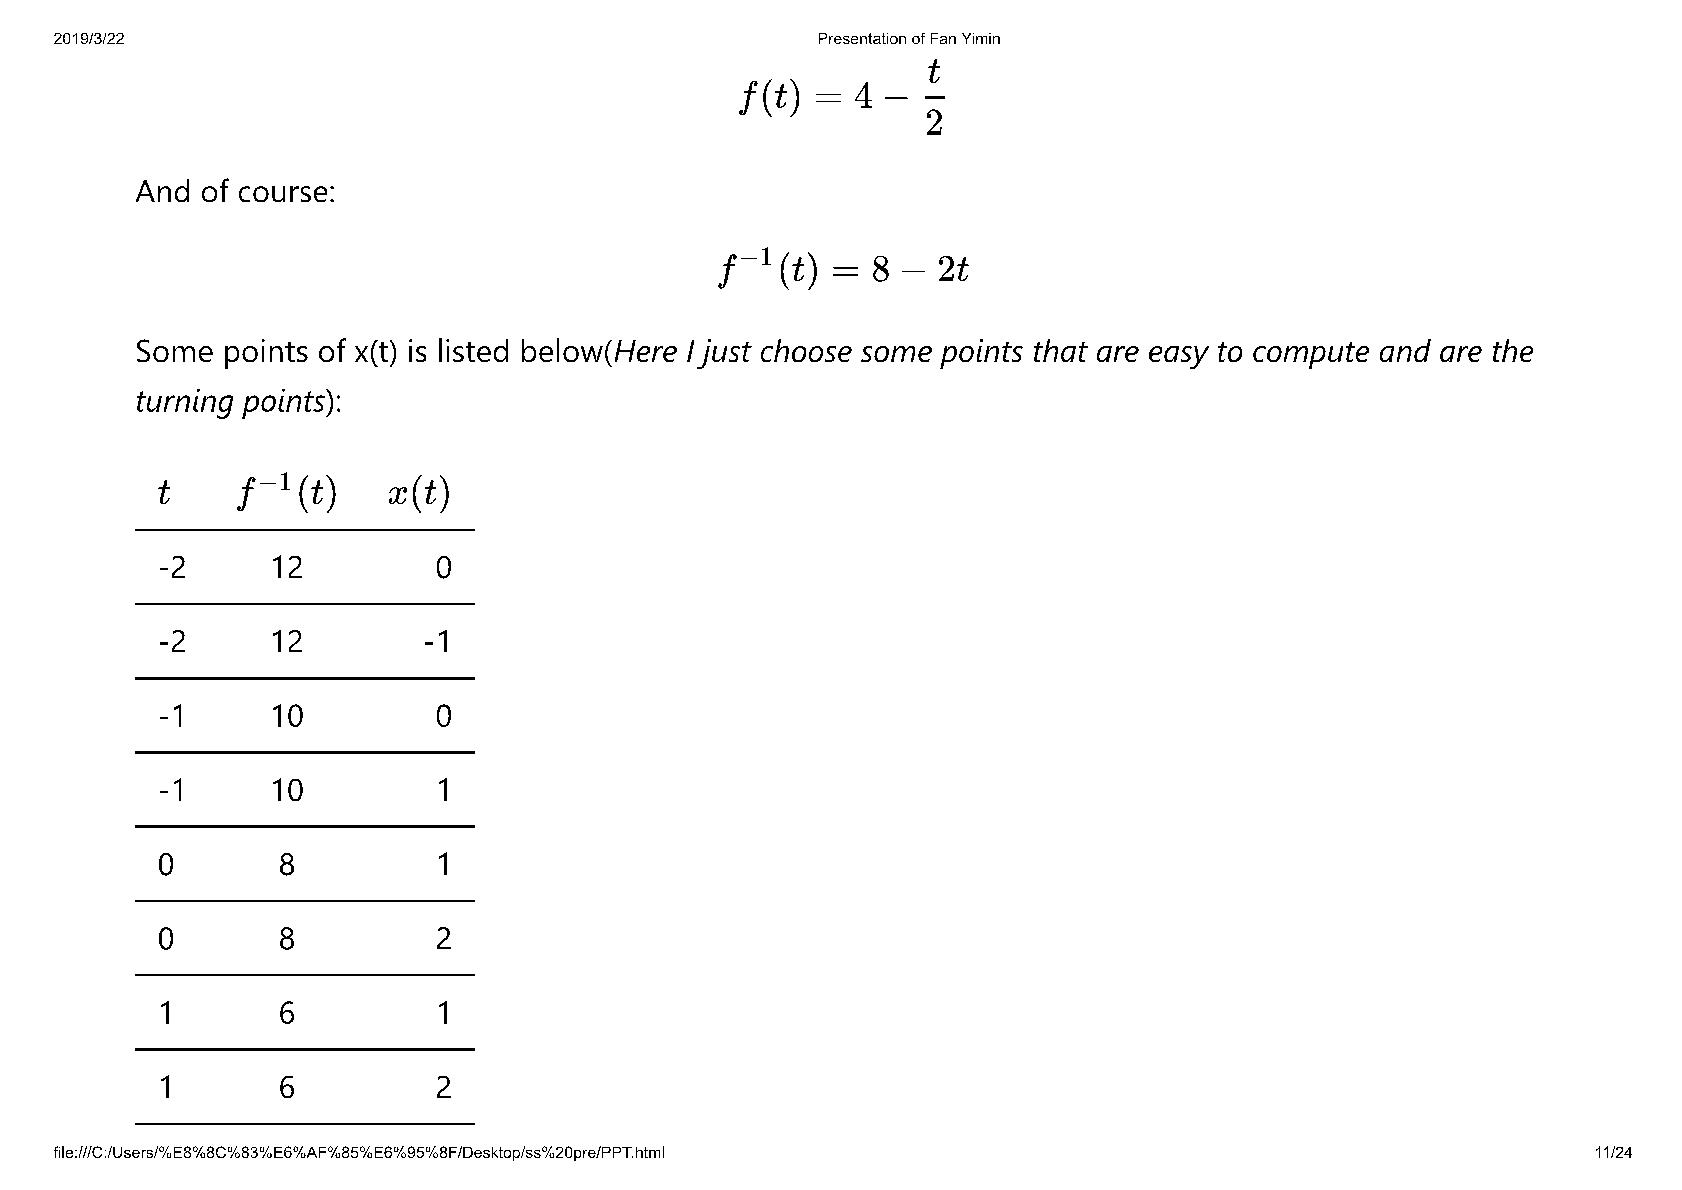 2019/3/22 Presentation of Fan Yimin
f(t) = 4 − t/2
And of course:
f⁻¹(t) = 8 − 2t
Some points of x(t) is listed below(Here I just choose some points that are easy to compute and are the
turning points):
t f⁻¹(t) x(t)
-2 12 0
-2 12 -1
-1 10 0
-1 10 1
0 8 1
0 8 2
1 6 1
1 6 2
file:///C:/Users/%E8%8C%83%E6%AF%85%E6%95%8F/Desktop/ss%20pre/PPT.html 11/24